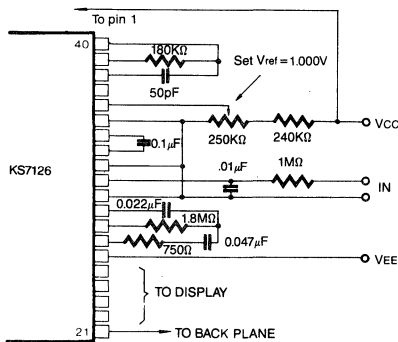 To pin 1
40
180KΩ
50pF
Set Vref = 1.000V
250KΩ
240KΩ
VCC
KS7126
0.1μF
.01μF
1MΩ
IN
0.022μF
1.8MΩ
750Ω
0.047μF
VEE
TO DISPLAY
21
TO BACK PLANE